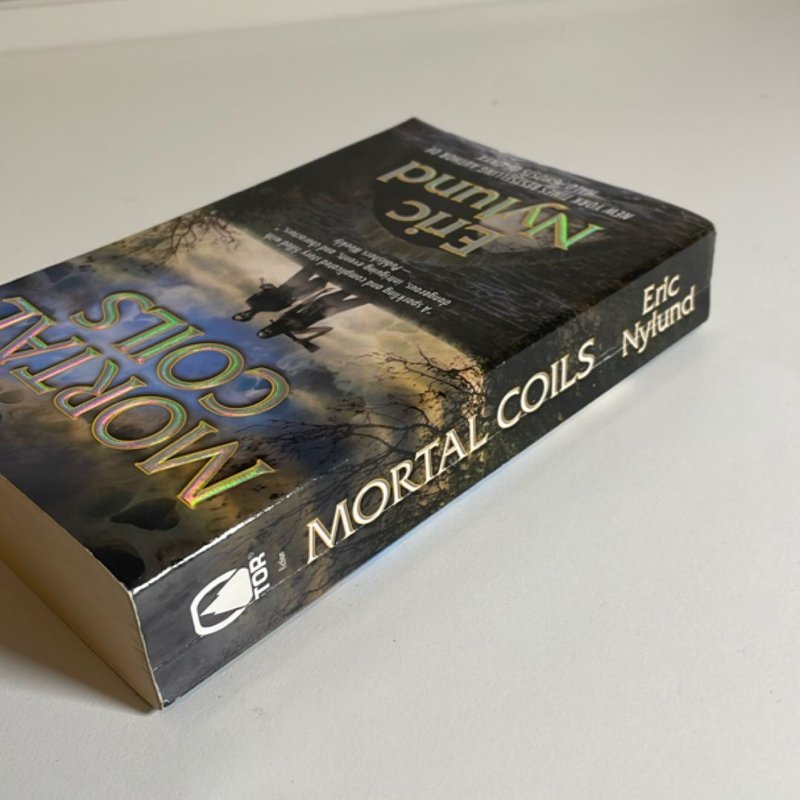 NEW YORK TIMES BESTSELLING AUTHOR OF
Eric
Nylund
"A sparkling and complicated story filled with
dangerous, intriguing events, and characters."
—Publishers Weekly
MORTAL
COILS
TOR®
MORTAL COILS
Eric
Nylund